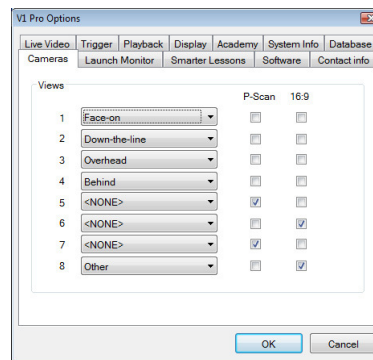 V1 Pro Options
Live Video Trigger Playback Display Academy System Info Database
Cameras Launch Monitor Smarter Lessons Software Contact info
Views
P-Scan 16:9
1 Face-on
2 Down-the-line
3 Overhead
4 Behind
5 <NONE>
6 <NONE>
7 <NONE>
8 Other
OK Cancel